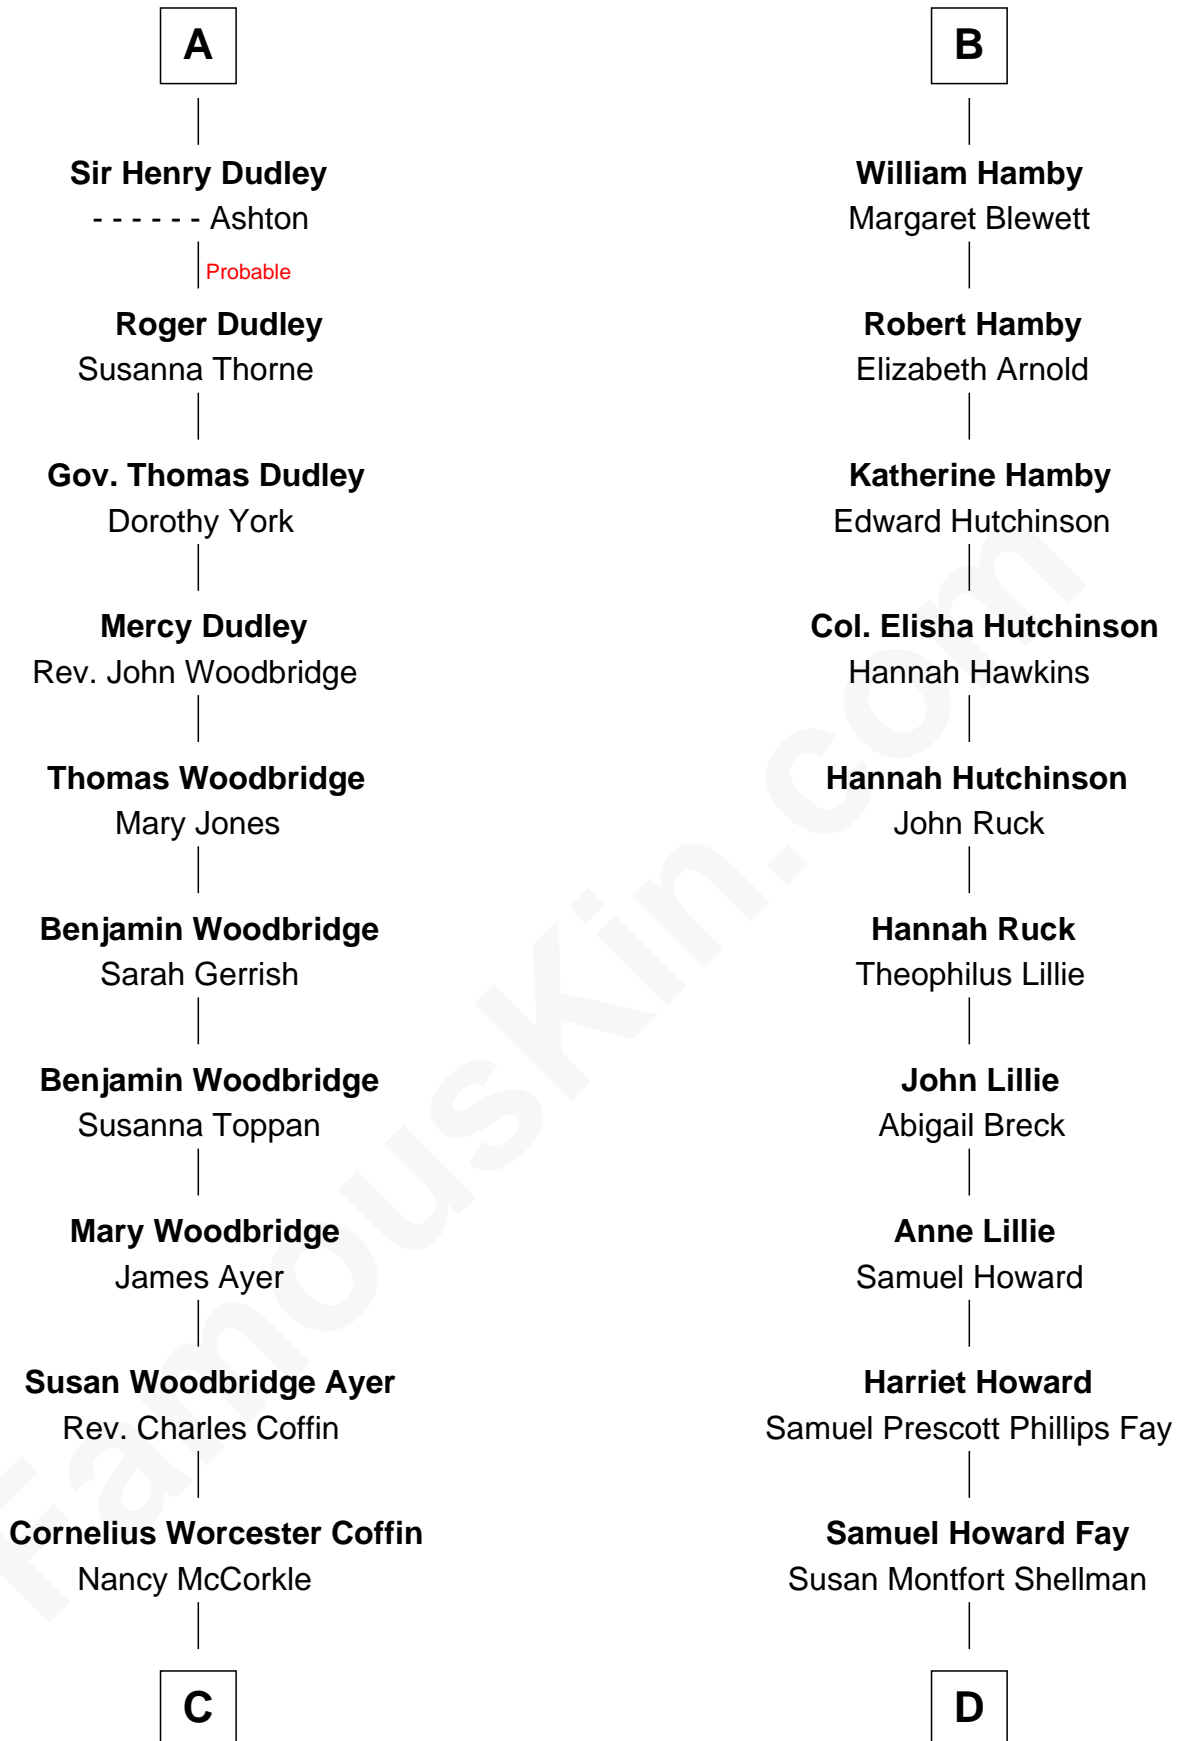 A
Sir Henry Dudley
- - - - - - Ashton
Probable
Roger Dudley
Susanna Thorne
Gov. Thomas Dudley
Dorothy York
Mercy Dudley
Rev. John Woodbridge
Thomas Woodbridge
Mary Jones
Benjamin Woodbridge
Sarah Gerrish
Benjamin Woodbridge
Susanna Toppan
Mary Woodbridge
James Ayer
Susan Woodbridge Ayer
Rev. Charles Coffin
Cornelius Worcester Coffin
Nancy McCorkle
C
B
William Hamby
Margaret Blewett
Robert Hamby
Elizabeth Arnold
Katherine Hamby
Edward Hutchinson
Col. Elisha Hutchinson
Hannah Hawkins
Hannah Hutchinson
John Ruck
Hannah Ruck
Theophilus Lillie
John Lillie
Abigail Breck
Anne Lillie
Samuel Howard
Harriet Howard
Samuel Prescott Phillips Fay
Samuel Howard Fay
Susan Montfort Shellman
D
FamousKin.com